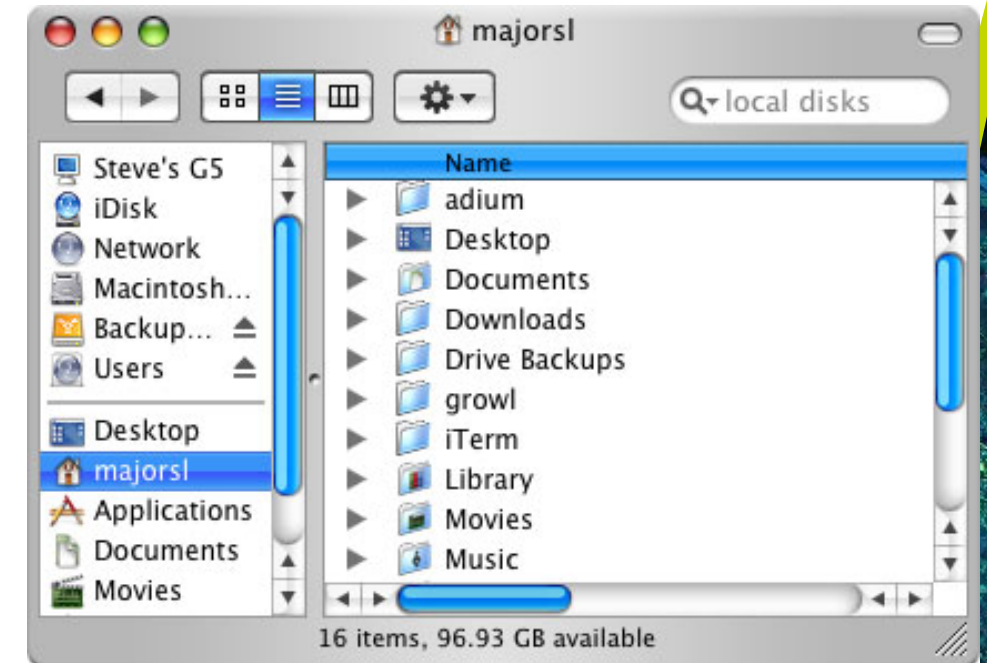 majorsl
local disks
Steve's G5
iDisk
Network
Macintosh...
Backup...
Users
Desktop
majorsl
Applications
Documents
Movies
Name
adium
Desktop
Documents
Downloads
Drive Backups
growl
iTerm
Library
Movies
Music
16 items, 96.93 GB available